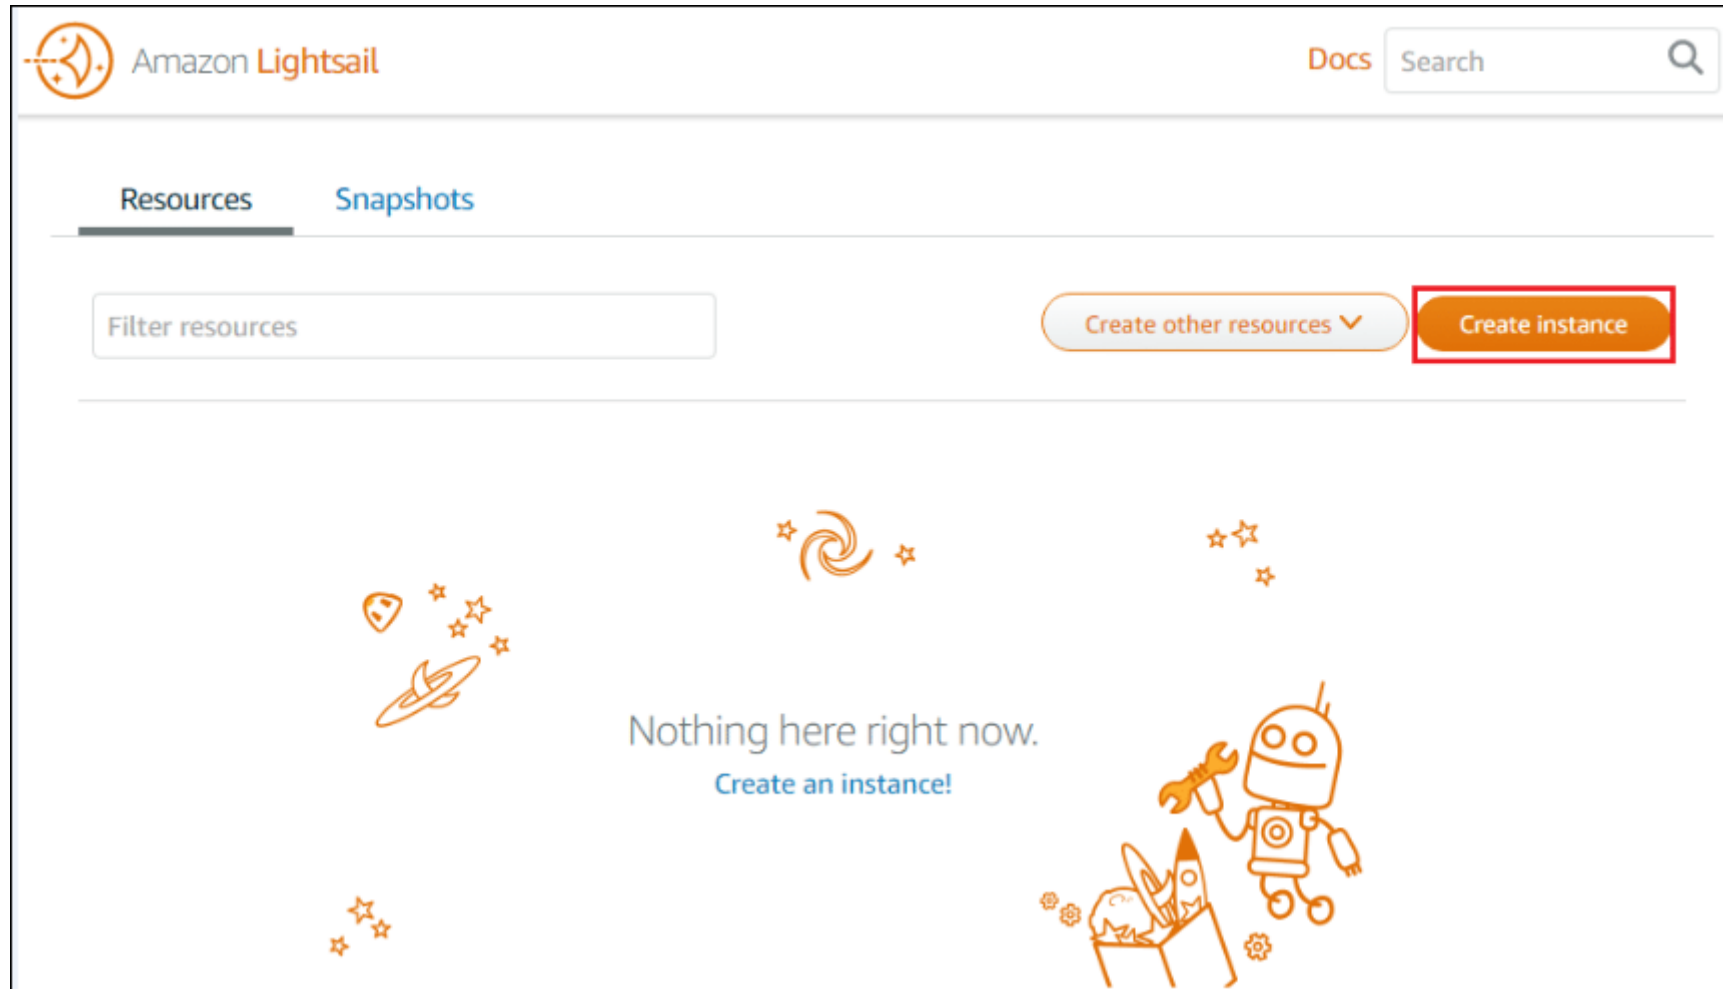 Amazon Lightsail
Docs
Search
Resources
Snapshots
Filter resources
Create other resources
Create instance
Nothing here right now.
Create an instance!